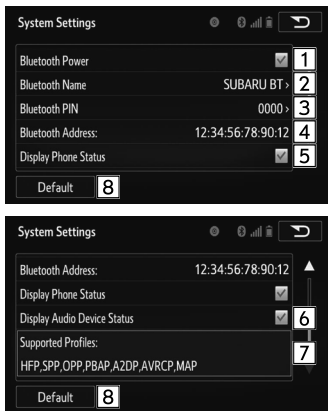 System Settings
Bluetooth Power 1
Bluetooth Name SUBARU BT › 2
Bluetooth PIN 0000 › 3
Bluetooth Address: 12:34:56:78:90:12 4
Display Phone Status 5
Default 8
System Settings
Bluetooth Address: 12:34:56:78:90:12
Display Phone Status
Display Audio Device Status 6
Supported Profiles: 7
HFP,SPP,OPP,PBAP,A2DP,AVRCP,MAP
Default 8